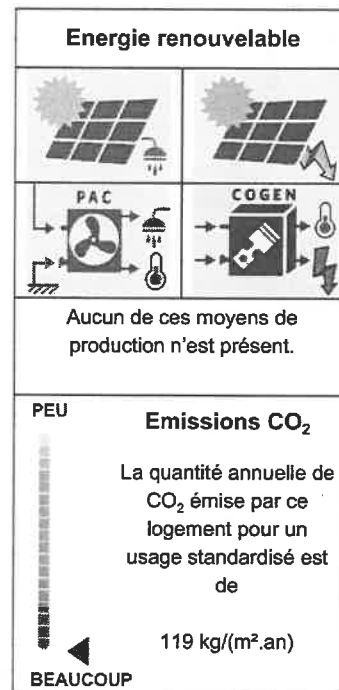 Energie renouvelable
PAC
COGEN
Aucun de ces moyens de
production n'est présent.
PEU
Emissions CO₂
La quantité annuelle de
CO₂ émise par ce
logement pour un
usage standardisé est
de
119 kg/(m².an)
BEAUCOUP